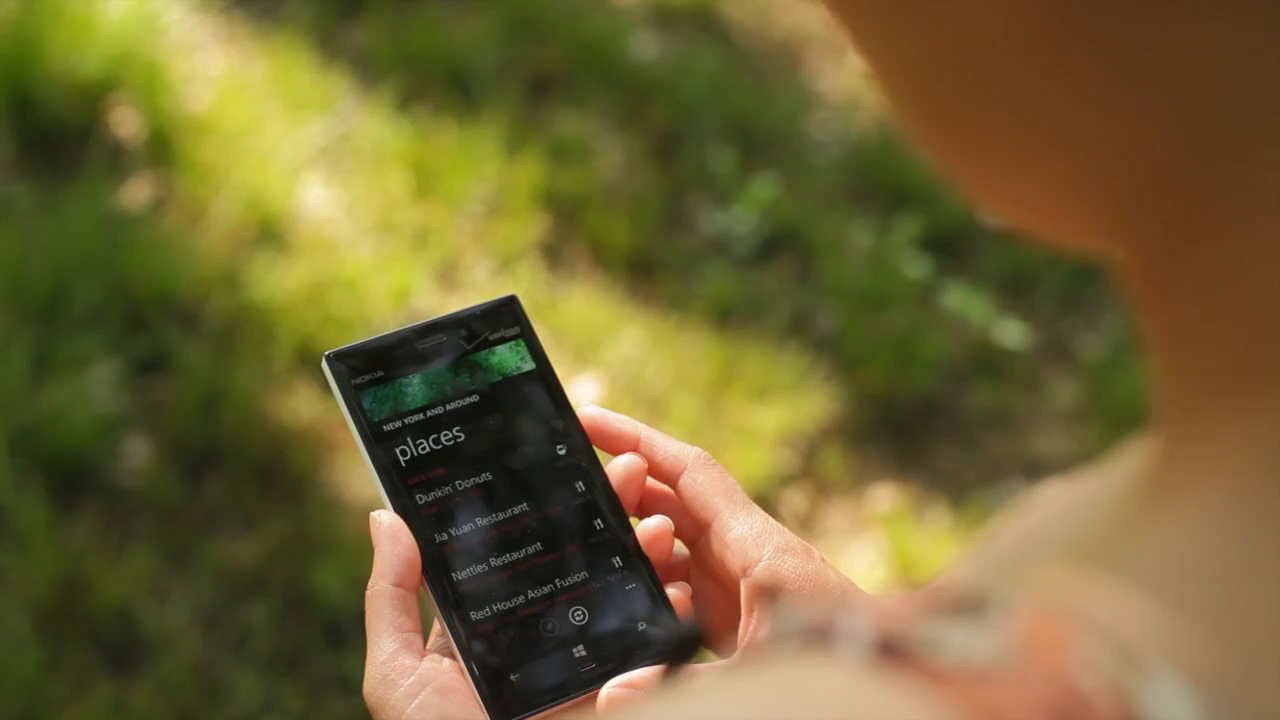 verizon
NOKIA
NEW YORK AND AROUND
places
Dunkin' Donuts
Jia Yuan Restaurant
Nettles Restaurant
Red House Asian Fusion